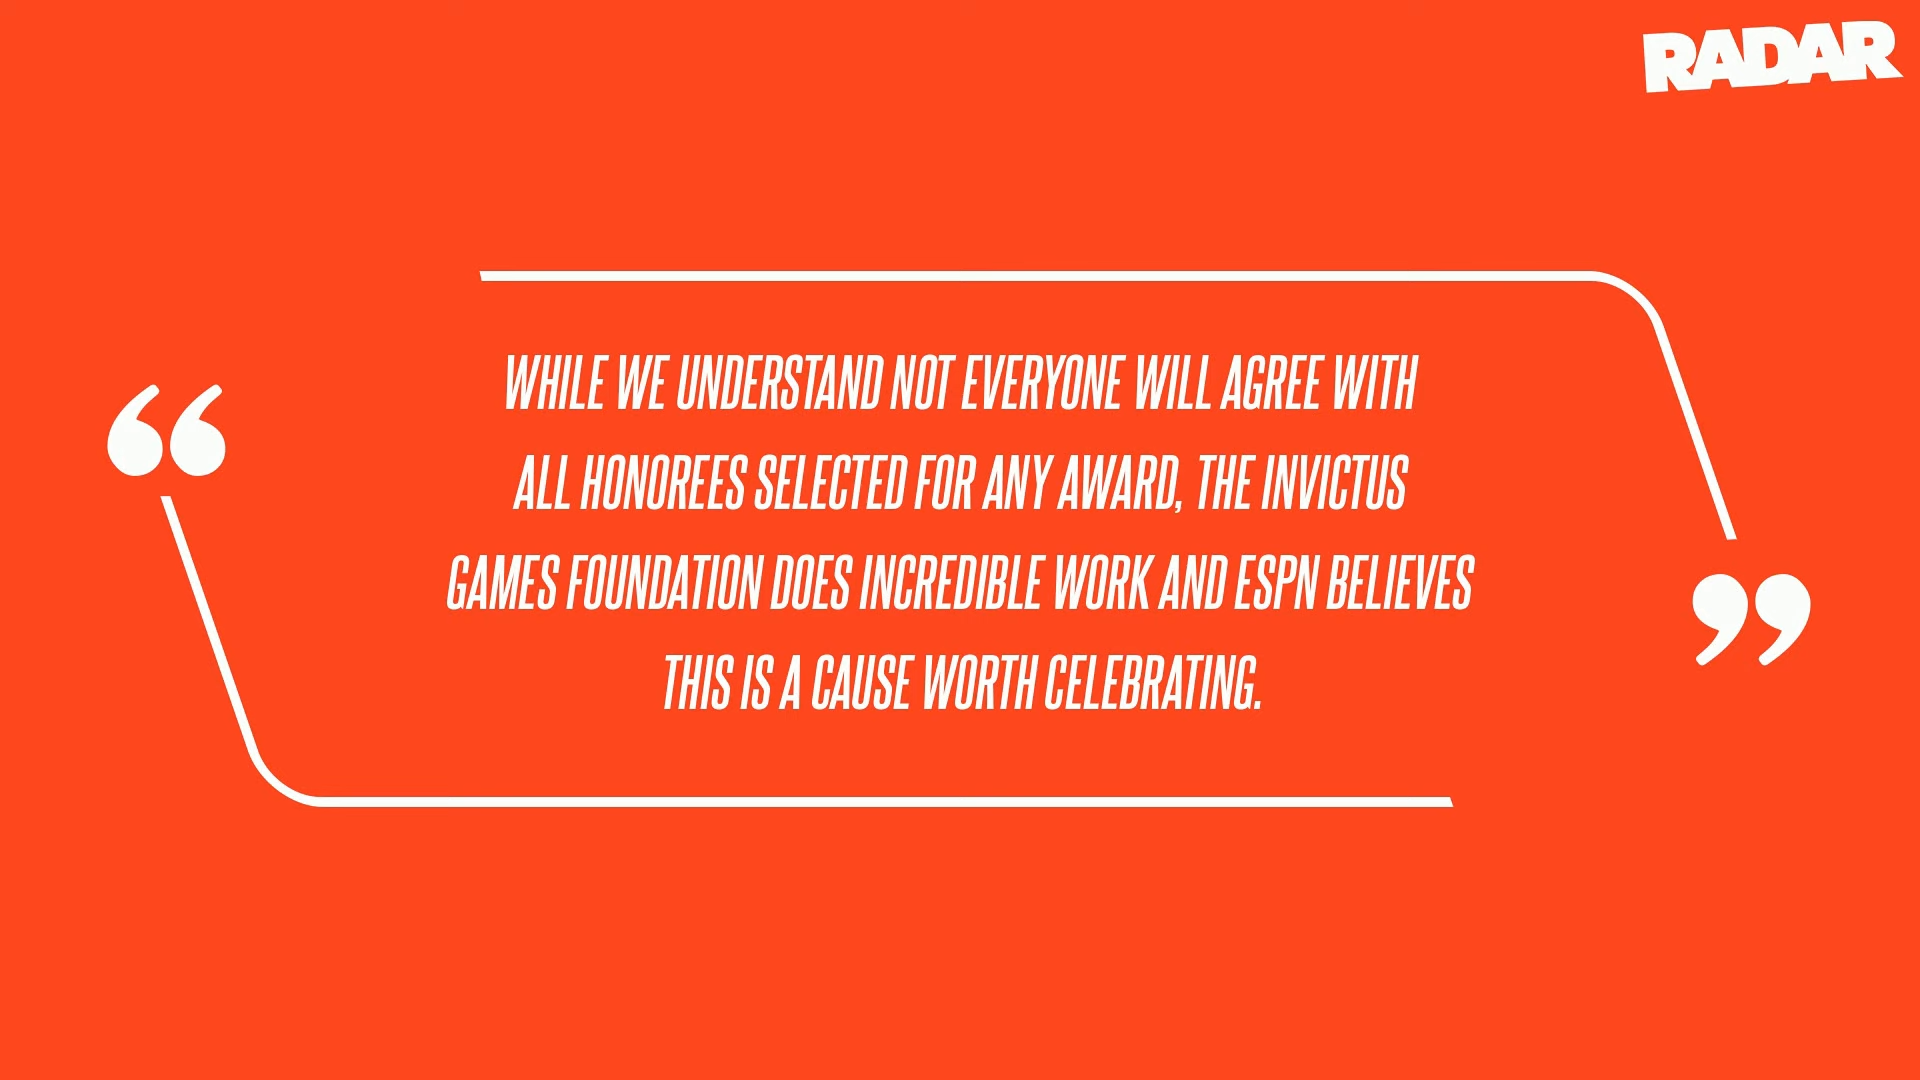 RADAR
“
WHILE WE UNDERSTAND NOT EVERYONE WILL AGREE WITH
ALL HONOREES SELECTED FOR ANY AWARD, THE INVICTUS
GAMES FOUNDATION DOES INCREDIBLE WORK AND ESPN BELIEVES
THIS IS A CAUSE WORTH CELEBRATING.
”